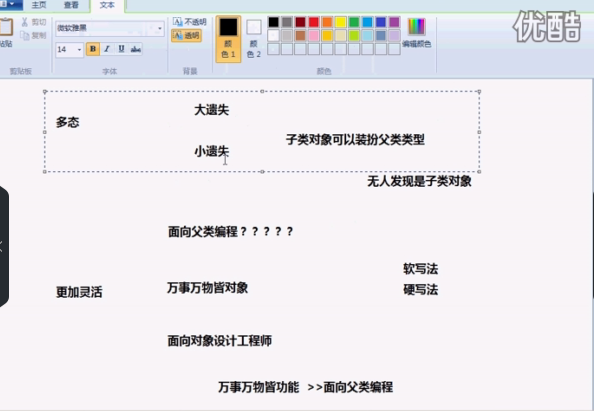 主页 查看 文本
优酷
剪切
粘贴
复制
微软雅黑
14
B I U abc
不透明
透明
颜色 1
颜色 2
编辑颜色
剪贴板 字体 背景 颜色
大遗失
多态
子类对象可以装扮父类类型
小遗失
无人发现是子类对象
面向父类编程？？？？？
软写法
更加灵活 万事万物皆对象 硬写法
面向对象设计工程师
万事万物皆功能 >>面向父类编程